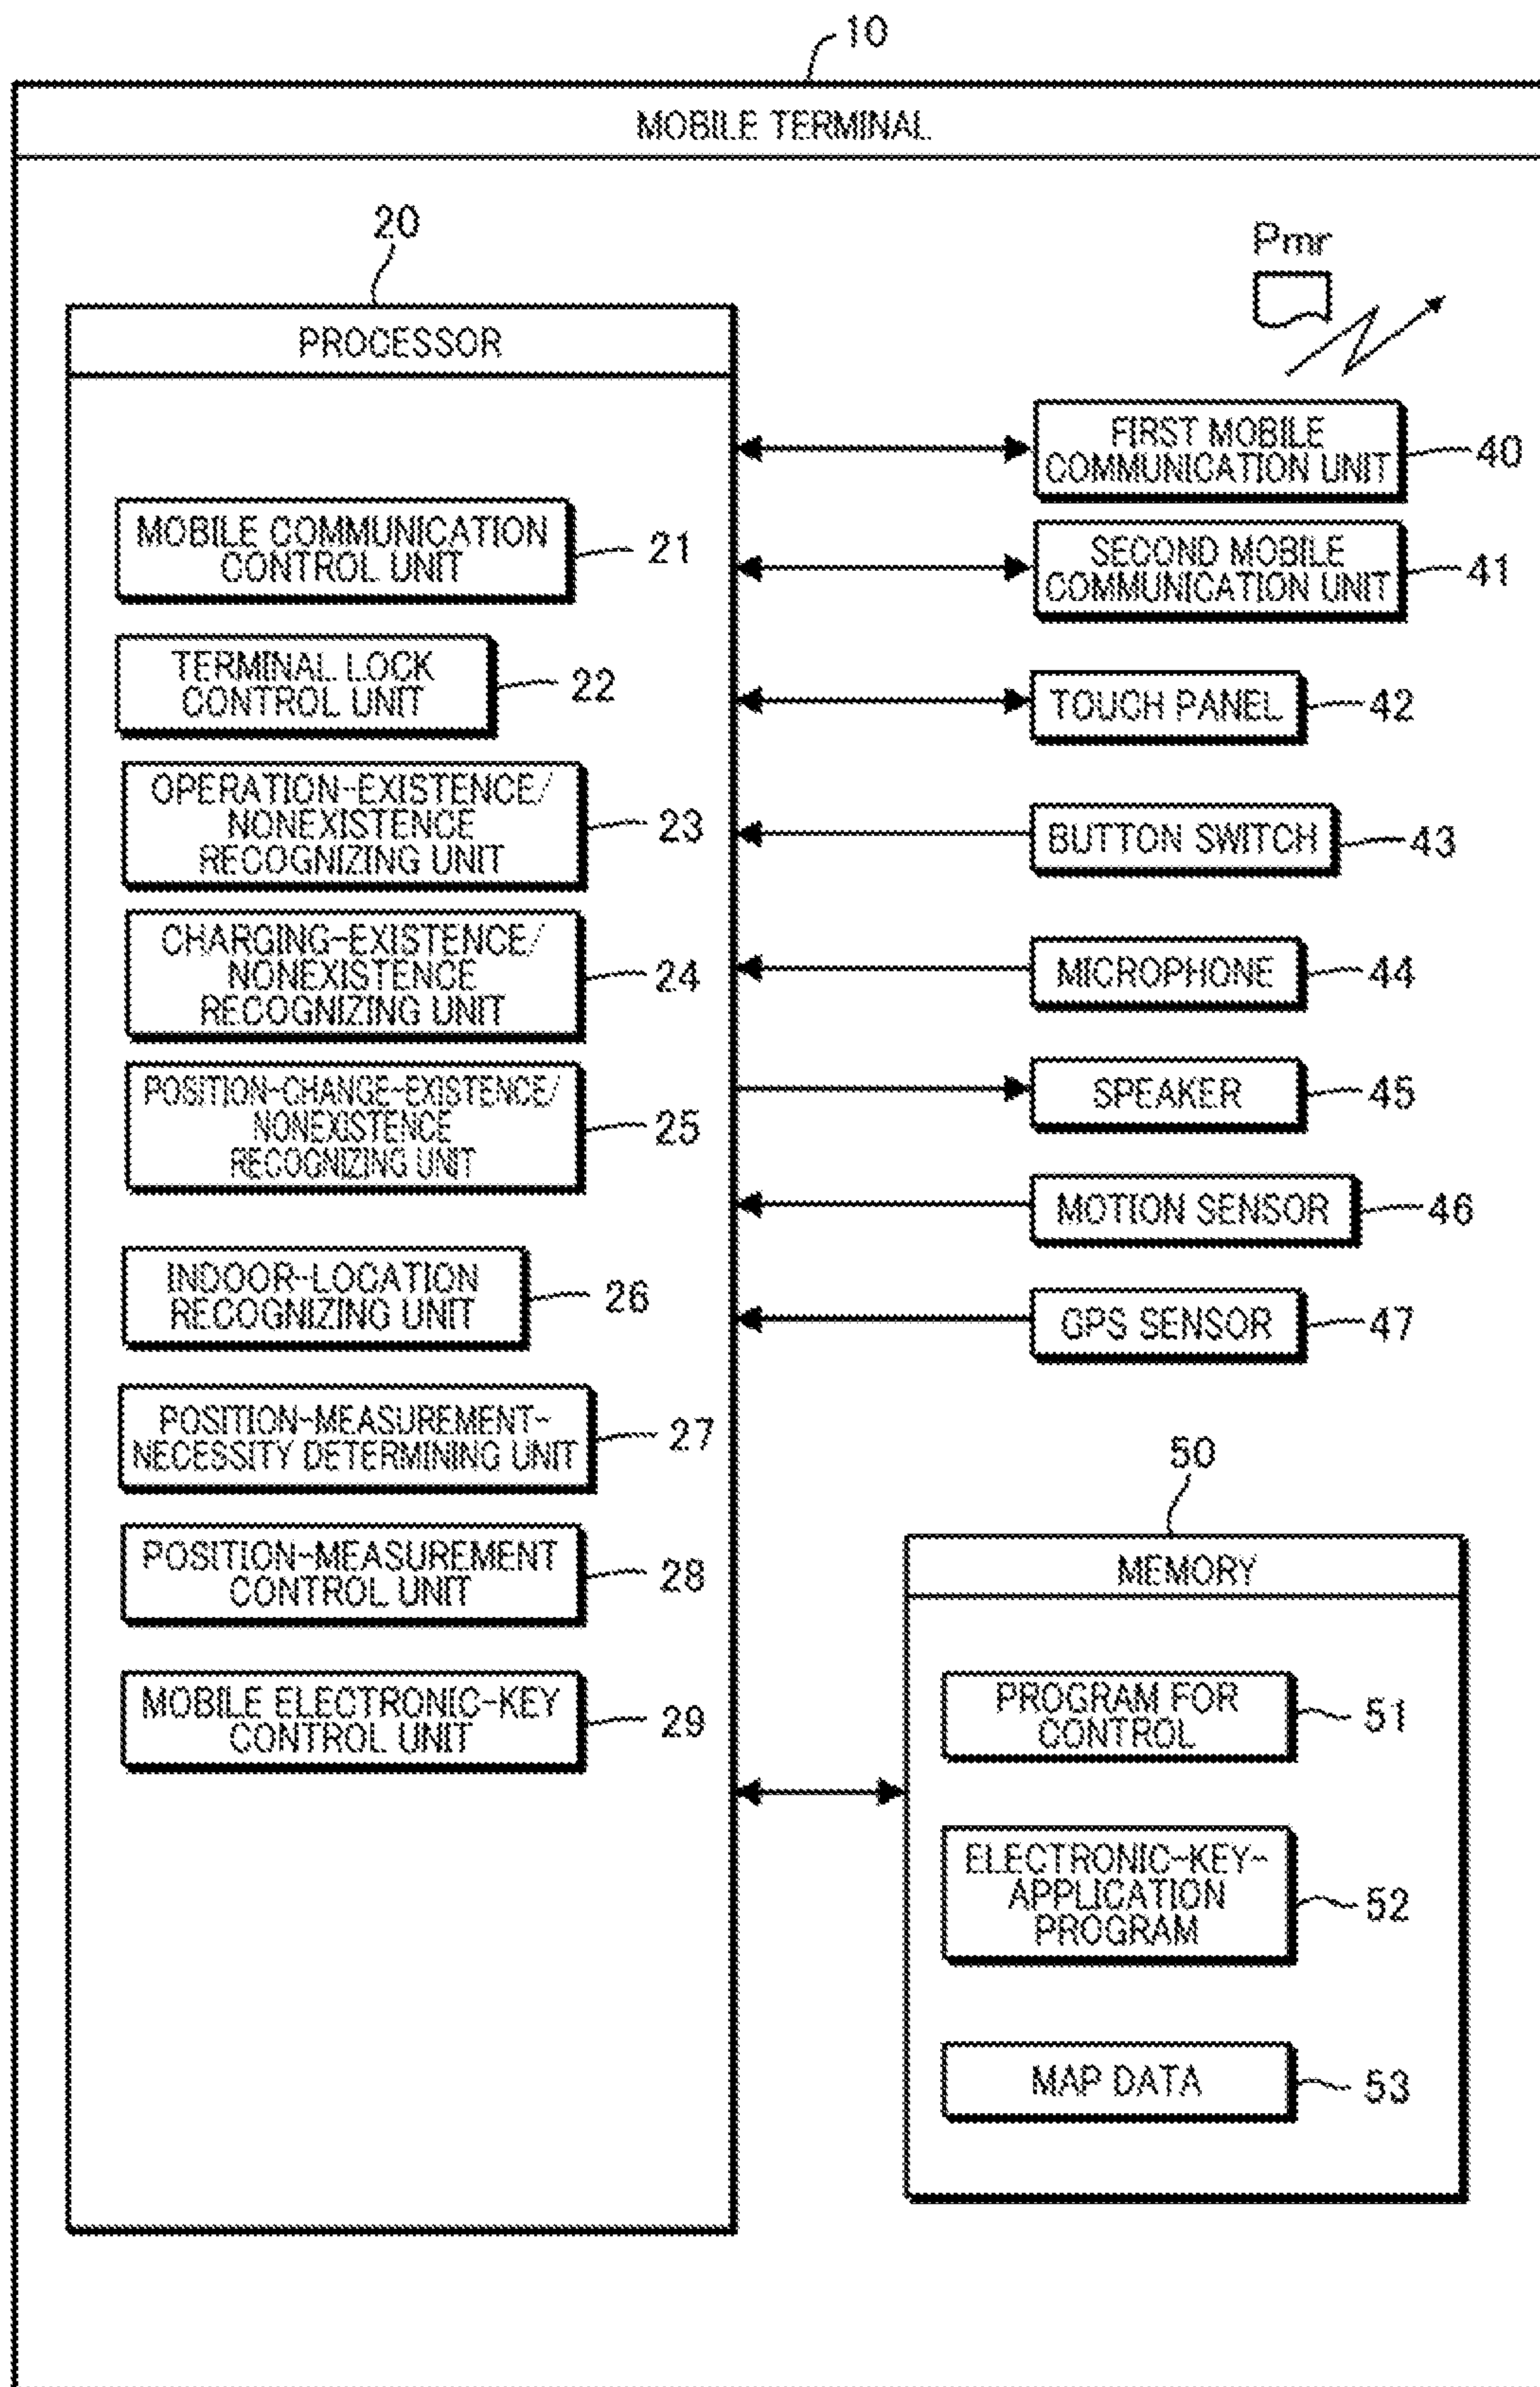 10
MOBILE TERMINAL
20
PROCESSOR
MOBILE COMMUNICATION
CONTROL UNIT
21
TERMINAL LOCK
CONTROL UNIT
22
OPERATION-EXISTENCE/
NONEXISTENCE
RECOGNIZING UNIT
23
CHARGING-EXISTENCE/
NONEXISTENCE
RECOGNIZING UNIT
24
POSITION-CHANGE-EXISTENCE/
NONEXISTENCE
RECOGNIZING UNIT
25
INDOOR-LOCATION
RECOGNIZING UNIT
26
POSITION-MEASUREMENT-
NECESSITY DETERMINING UNIT
27
POSITION-MEASUREMENT
CONTROL UNIT
28
MOBILE ELECTRONIC-KEY
CONTROL UNIT
29
Pmr
FIRST MOBILE
COMMUNICATION UNIT
40
SECOND MOBILE
COMMUNICATION UNIT
41
TOUCH PANEL
42
BUTTON SWITCH
43
MICROPHONE
44
SPEAKER
45
MOTION SENSOR
46
GPS SENSOR
47
50
MEMORY
PROGRAM FOR
CONTROL
51
ELECTRONIC-KEY-
APPLICATION
PROGRAM
52
MAP DATA
53